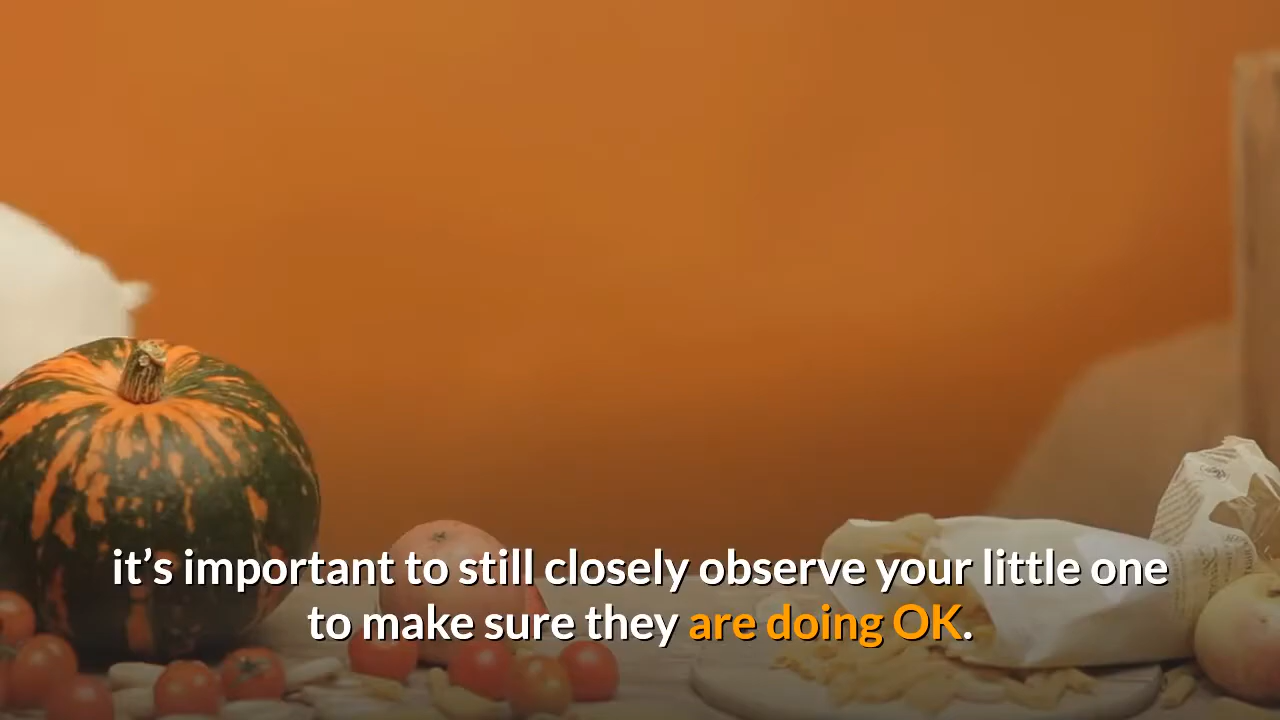 it’s important to still closely observe your little one
to make sure they are doing OK.